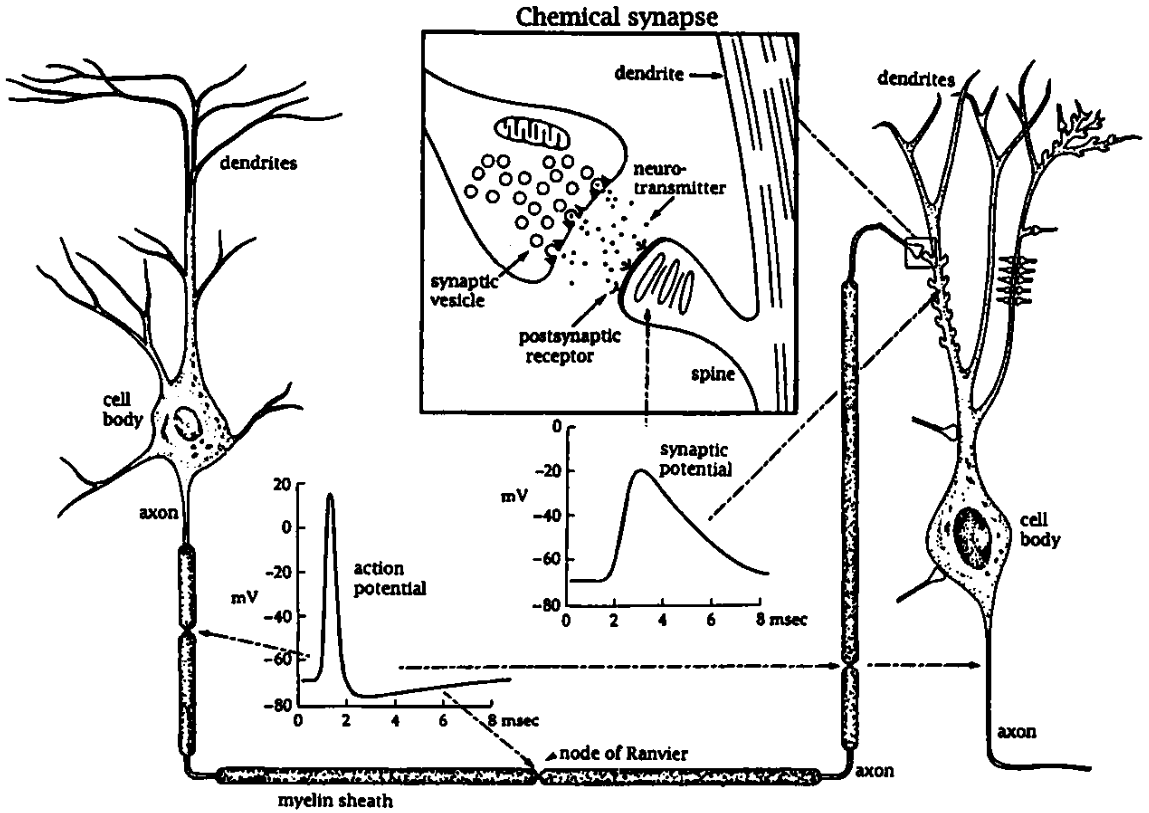 Chemical synapse
dendrite
neuro-
transmitter
synaptic
vesicle
postsynaptic
receptor
spine
dendrites
dendrites
cell
body
axon
20
0
-20
mV
-40
-60
-80
0 2 4 6 8 msec
action
potential
0
-20
mV
-40
-60
-80
0 2 4 6 8 msec
synaptic
potential
cell
body
axon
node of Ranvier
axon
myelin sheath